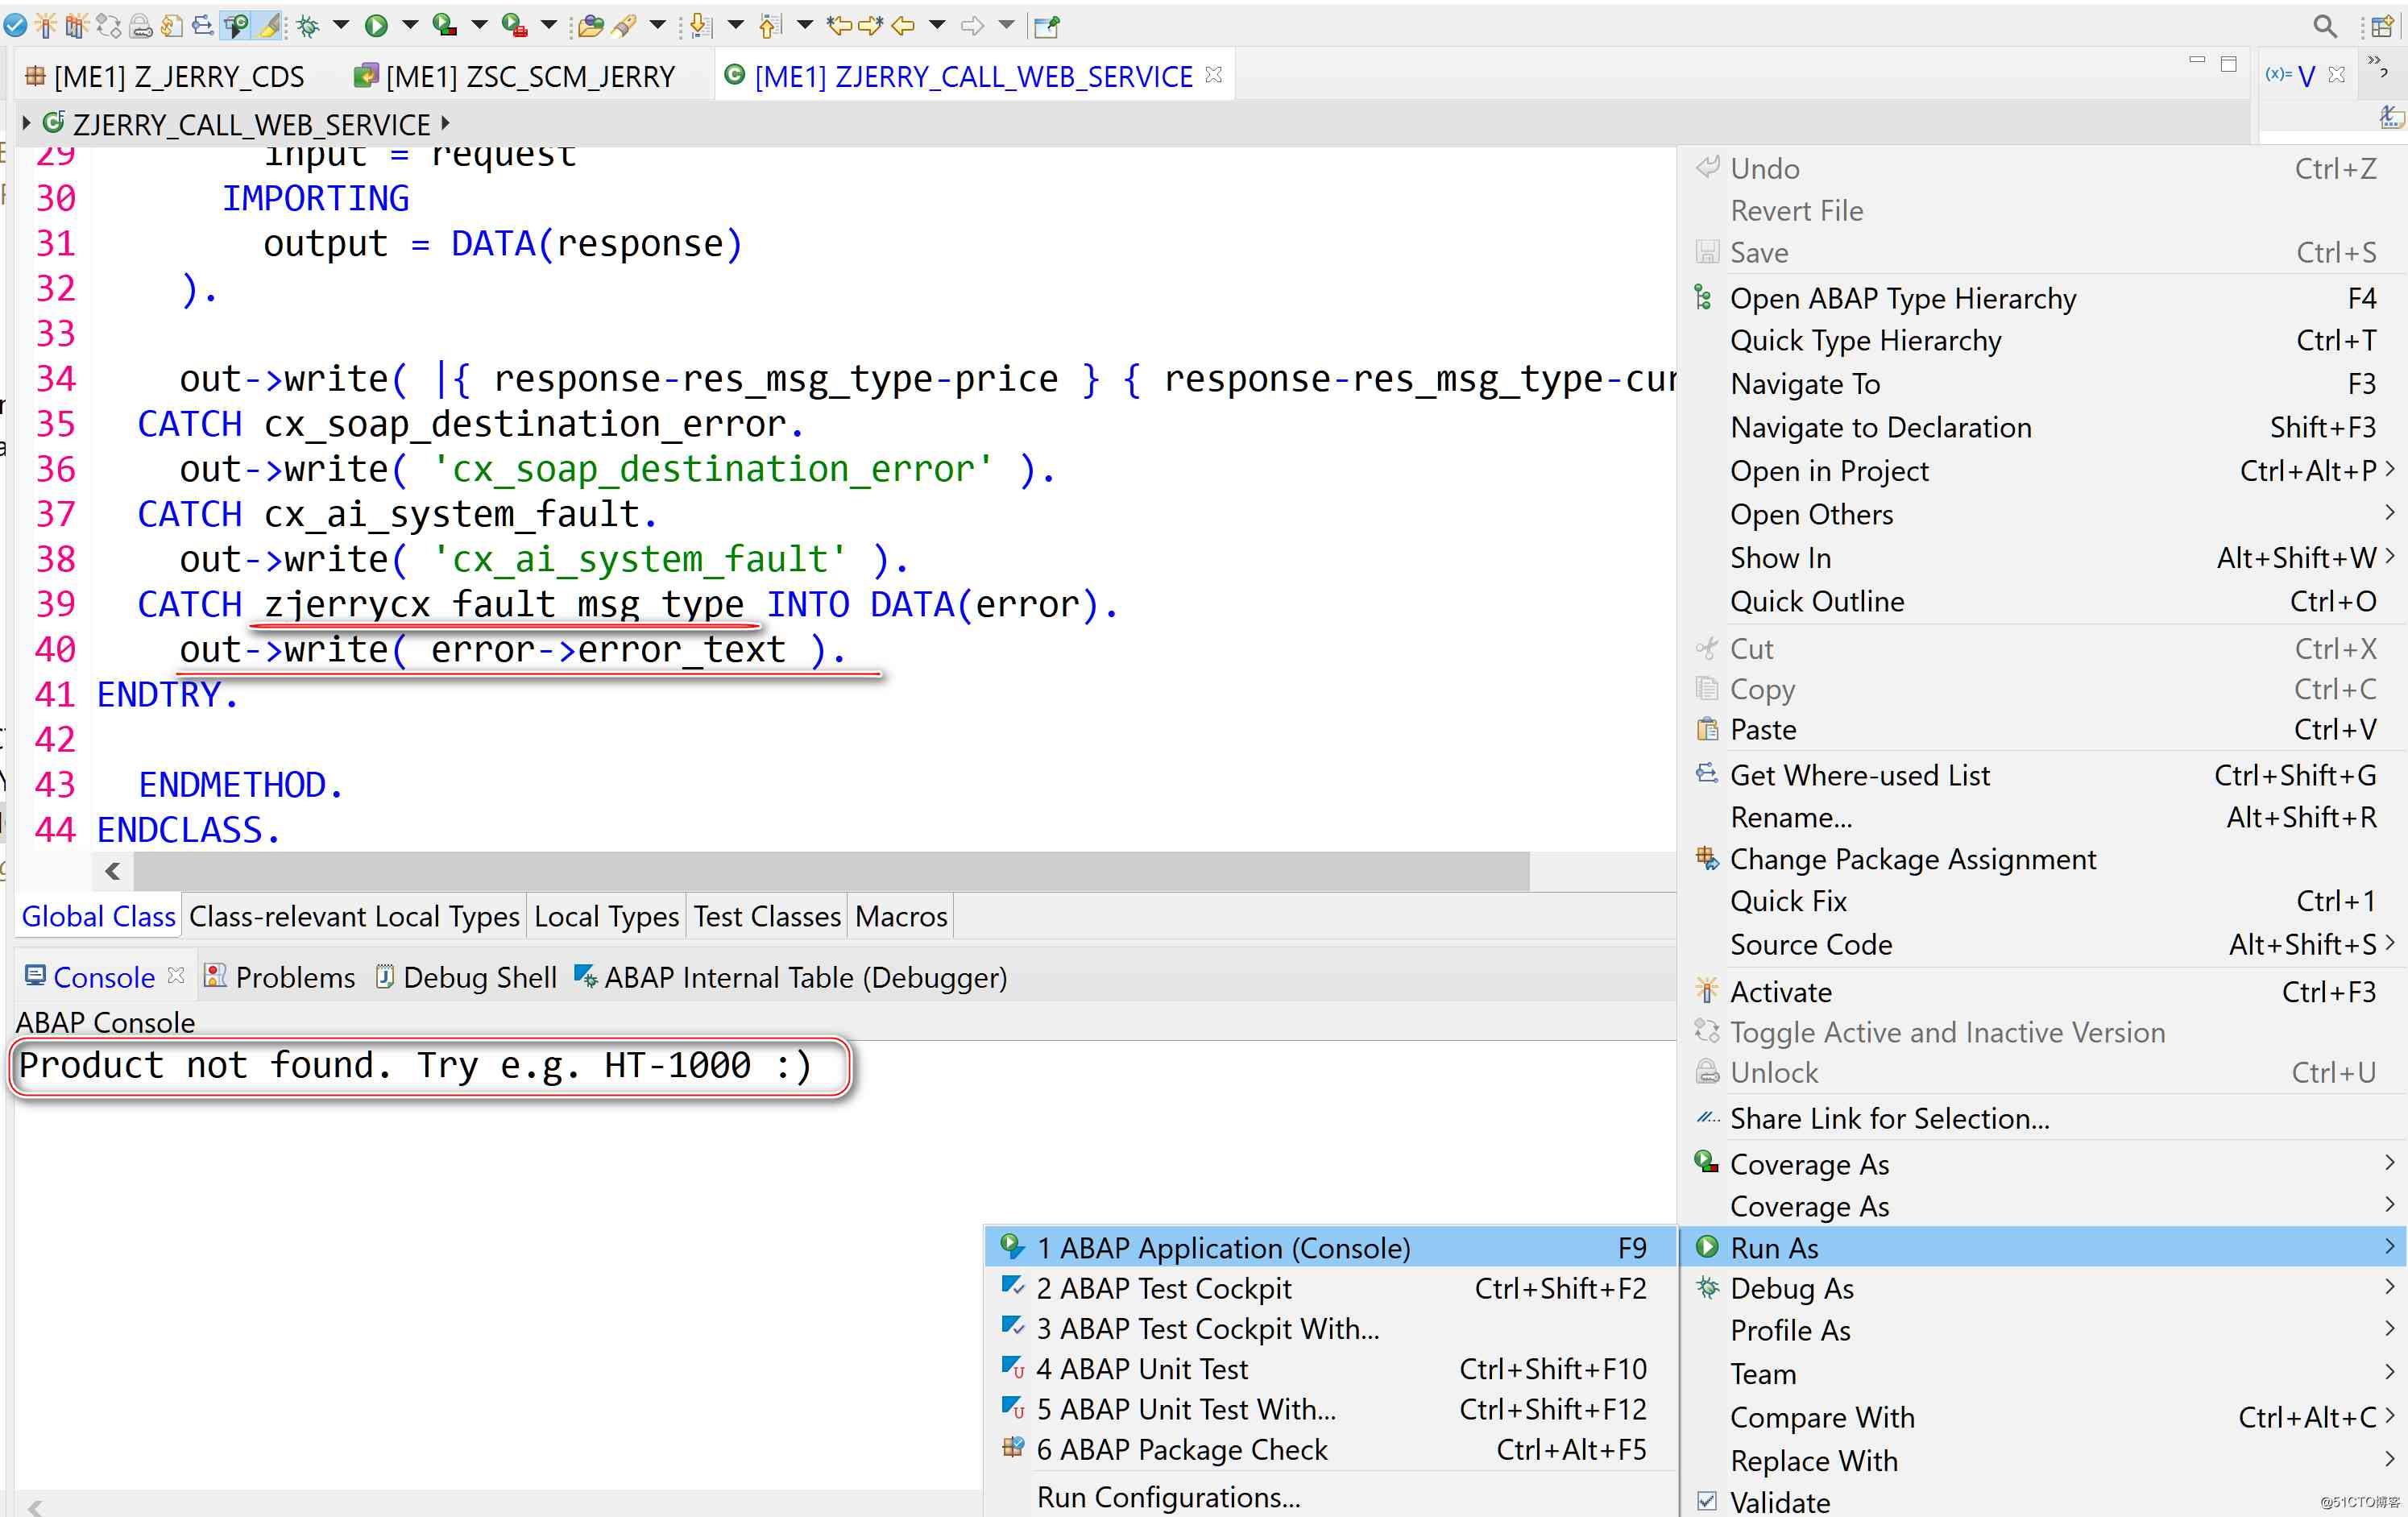 [ME1] Z_JERRY_CDS [ME1] ZSC_SCM_JERRY [ME1] ZJERRY_CALL_WEB_SERVICE (x)= V
ZJERRY_CALL_WEB_SERVICE
29 input = request
30 IMPORTING
31 output = DATA(response)
32 ).
33
34 out->write( |{ response-res_msg_type-price } { response-res_msg_type-cur
35 CATCH cx_soap_destination_error.
36 out->write( 'cx_soap_destination_error' ).
37 CATCH cx_ai_system_fault.
38 out->write( 'cx_ai_system_fault' ).
39 CATCH zjerrycx_fault_msg_type INTO DATA(error).
40 out->write( error->error_text ).
41 ENDTRY.
42
43 ENDMETHOD.
44 ENDCLASS.
Global Class Class-relevant Local Types Local Types Test Classes Macros
Console Problems Debug Shell ABAP Internal Table (Debugger)
ABAP Console
Product not found. Try e.g. HT-1000 :)
Undo Ctrl+Z
Revert File
Save Ctrl+S
Open ABAP Type Hierarchy F4
Quick Type Hierarchy Ctrl+T
Navigate To F3
Navigate to Declaration Shift+F3
Open in Project Ctrl+Alt+P
Open Others
Show In Alt+Shift+W
Quick Outline Ctrl+O
Cut Ctrl+X
Copy Ctrl+C
Paste Ctrl+V
Get Where-used List Ctrl+Shift+G
Rename... Alt+Shift+R
Change Package Assignment
Quick Fix Ctrl+1
Source Code Alt+Shift+S
Activate Ctrl+F3
Toggle Active and Inactive Version
Unlock Ctrl+U
Share Link for Selection...
Coverage As
Coverage As
Run As
Debug As
Profile As
Team
Compare With Ctrl+Alt+C
Replace With
Validate
1 ABAP Application (Console) F9
2 ABAP Test Cockpit Ctrl+Shift+F2
3 ABAP Test Cockpit With...
4 ABAP Unit Test Ctrl+Shift+F10
5 ABAP Unit Test With... Ctrl+Shift+F12
6 ABAP Package Check Ctrl+Alt+F5
Run Configurations...
@51CTO博客